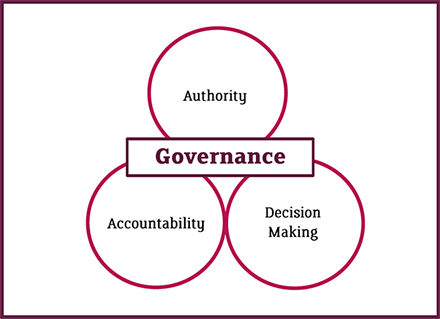 Authority
Governance
Accountability
Decision
Making